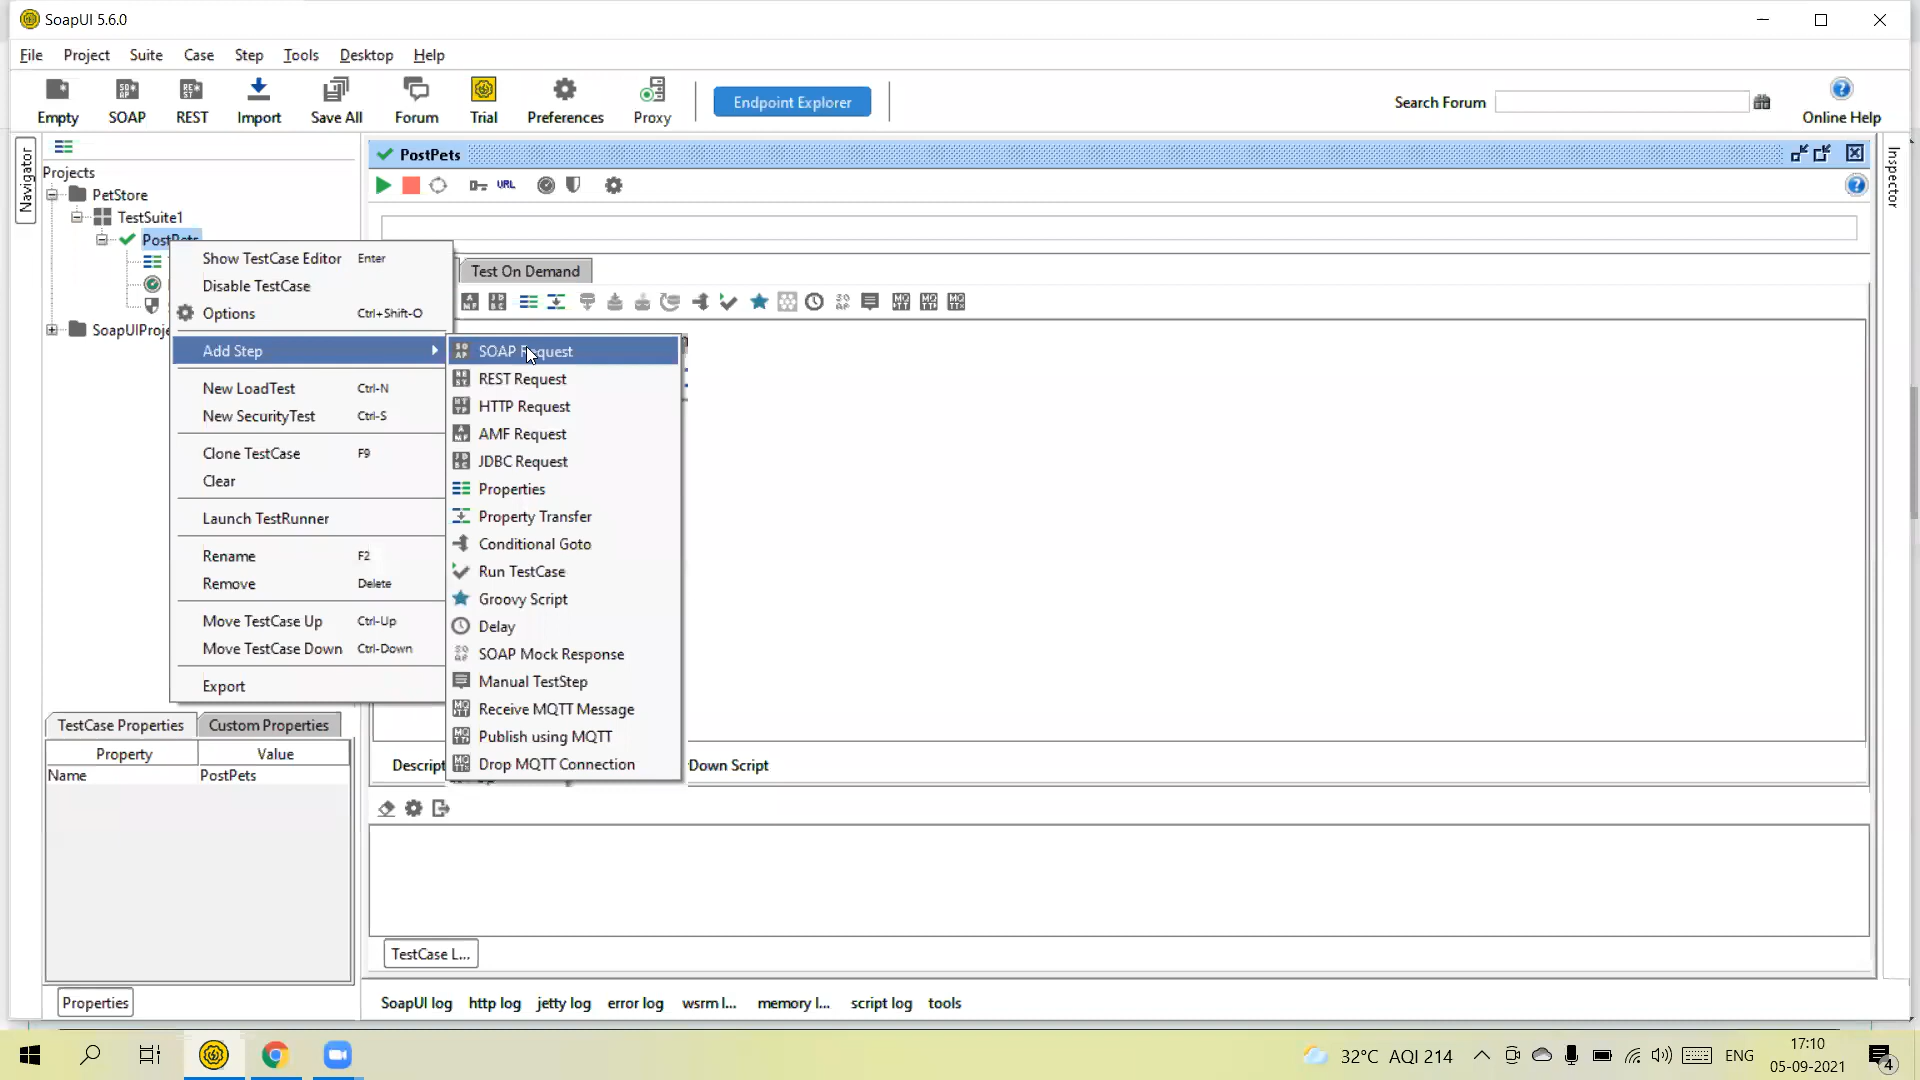 SoapUI 5.6.0
File Project Suite Case Step Tools Desktop Help
Empty SOAP REST Import Save All Forum Trial Preferences Proxy
Endpoint Explorer
Search Forum
Online Help
Navigator
Projects
PetStore
TestSuite1
PostPets
SoapUIProje
PostPets
URL
Inspector
Test On Demand
Show TestCase Editor Enter
Disable TestCase
Options Ctrl+Shift-O
Add Step
New LoadTest Ctrl-N
New SecurityTest Ctrl-S
Clone TestCase F9
Clear
Launch TestRunner
Rename F2
Remove Delete
Move TestCase Up Ctrl-Up
Move TestCase Down Ctrl-Down
Export
SOAP Request
REST Request
HTTP Request
AMF Request
JDBC Request
Properties
Property Transfer
Conditional Goto
Run TestCase
Groovy Script
Delay
SOAP Mock Response
Manual TestStep
Receive MQTT Message
Publish using MQTT
Drop MQTT Connection
TestCase Properties Custom Properties
Property Value
Name PostPets
Descript
Down Script
TestCase L...
Properties
SoapUI log http log jetty log error log wsrm l... memory l... script log tools
32°C AQI 214
ENG
17:10
05-09-2021
4